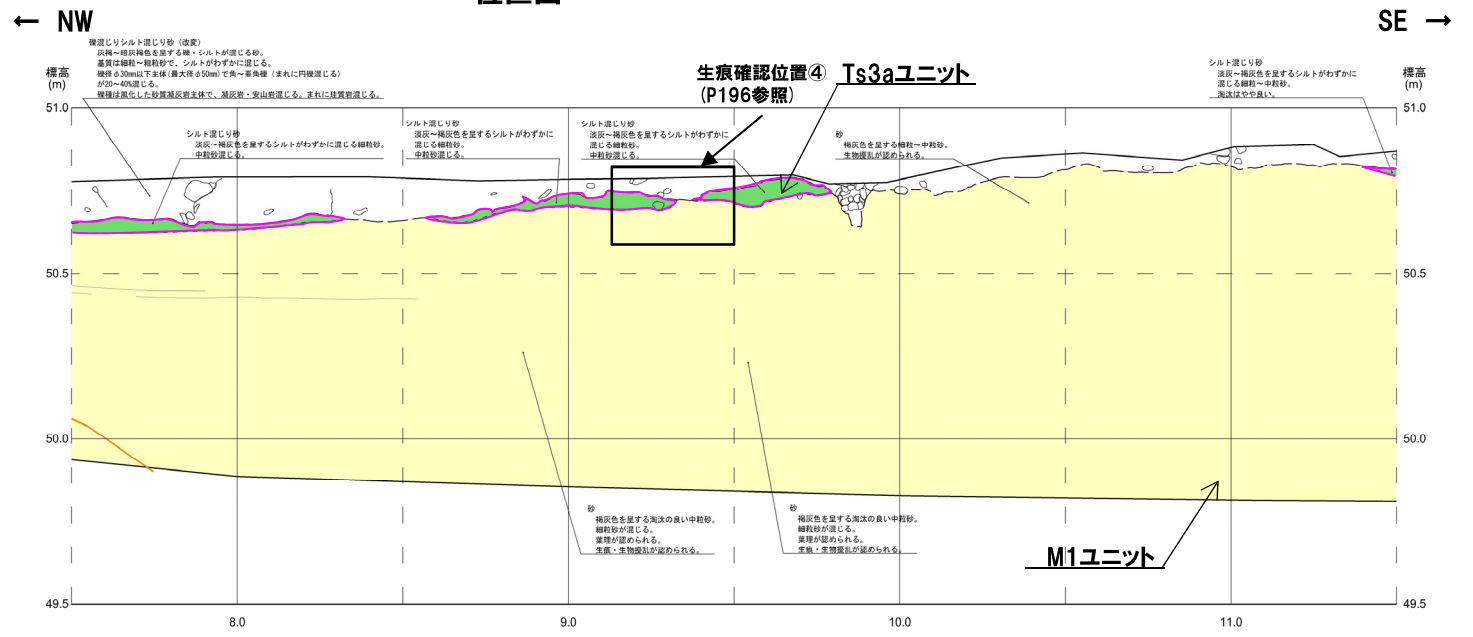 ← NW
SE →
礫混じりシルト混じり砂（改変）
灰褐～暗灰褐色を呈する礫・シルトが混じる砂。
基質は細粒～粗粒砂で、シルトがわずかに混じる。
礫径φ30mm以下主体(最大径φ50mm)で角～亜角礫（まれに円礫混じる）
が20～40%混じる。
礫種は風化した砂質凝灰岩主体で、凝灰岩・安山岩混じる。まれに珪質岩混じる。
標高
(m)
生痕確認位置④
(P196参照)
Ts3aユニット
シルト混じり砂
淡灰～褐灰色を呈するシルトがわずかに
混じる細粒～中粒砂。
淘汰はやや良い。
標高
(m)
51.0
51.0
シルト混じり砂
淡灰～褐灰色を呈するシルトがわずかに混じる細粒砂。
中粒砂混じる。
シルト混じり砂
淡灰～褐灰色を呈するシルトがわずかに
混じる細粒砂。
中粒砂混じる。
シルト混じり砂
淡灰～褐灰色を呈するシルトがわずかに
混じる細粒砂。
中粒砂混じる。
砂
褐灰色を呈する細粒～中粒砂。
生物擾乱が認められる。
50.5
50.5
50.0
50.0
砂
褐灰色を呈する淘汰の良い中粒砂。
細粒砂が混じる。
葉理が認められる。
生痕・生物擾乱が認められる。
砂
褐灰色を呈する淘汰の良い中粒砂。
細粒砂が混じる。
葉理が認められる。
生痕・生物擾乱が認められる。
M1ユニット
49.5
49.5
8.0
9.0
10.0
11.0